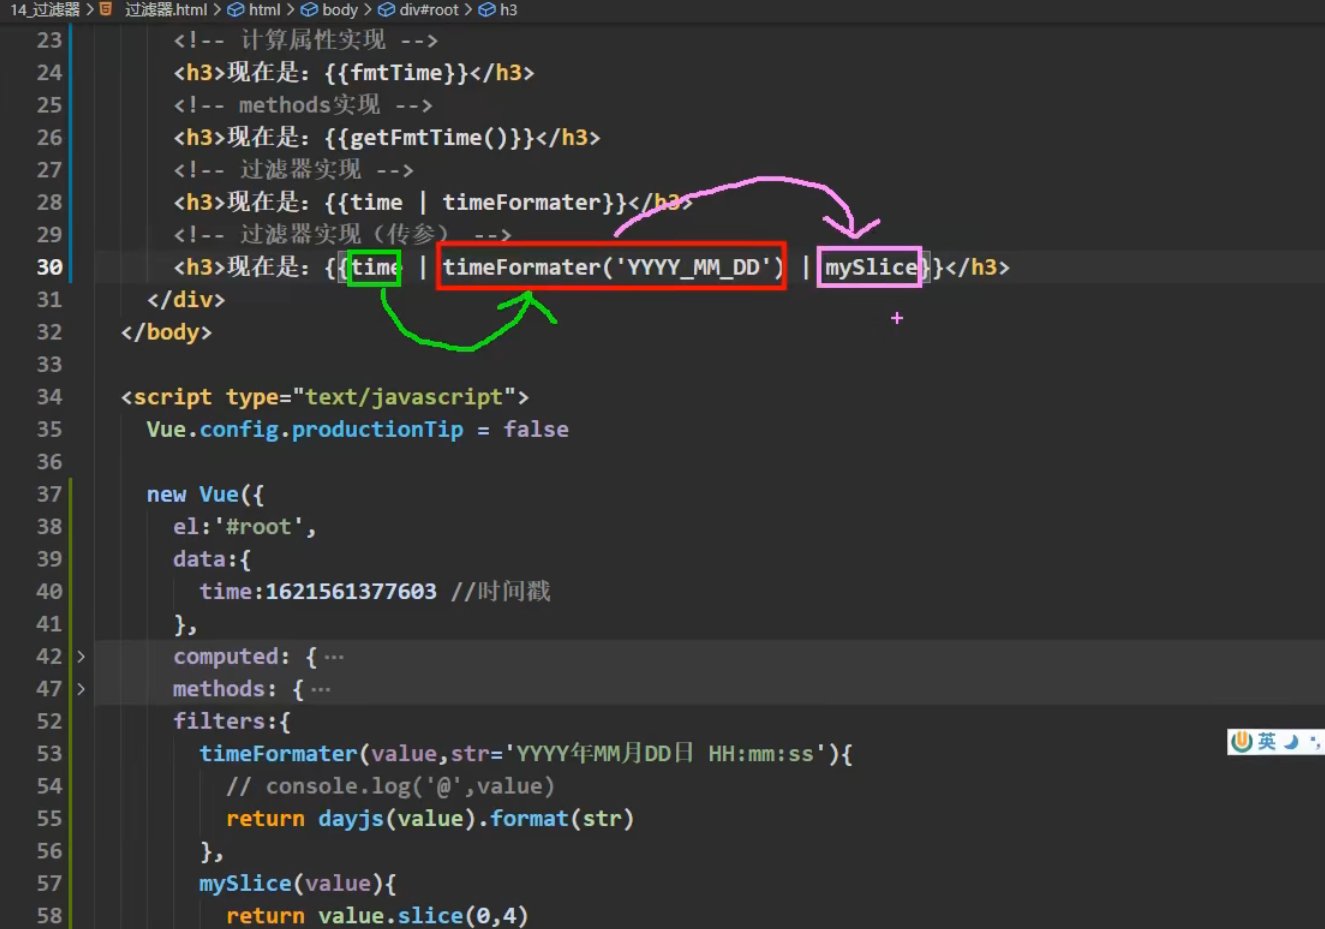 14_过滤器 > 过滤器.html > html > body > div#root > h3
23 <!-- 计算属性实现 -->
24 <h3>现在是：{{fmtTime}}</h3>
25 <!-- methods实现 -->
26 <h3>现在是：{{getFmtTime()}}</h3>
27 <!-- 过滤器实现 -->
28 <h3>现在是：{{time | timeFormater}}</h3>
29 <!-- 过滤器实现（传参） -->
30 <h3>现在是：{{time | timeFormater('YYYY_MM_DD') | mySlice}}</h3>
31 </div>
32 </body>
33
34 <script type="text/javascript">
35 Vue.config.productionTip = false
36
37 new Vue({
38 el:'#root',
39 data:{
40 time:1621561377603 //时间戳
41 },
42 > computed: { ···
47 > methods: { ···
52 filters:{
53 timeFormater(value,str='YYYY年MM月DD日 HH:mm:ss'){
54 // console.log('@',value)
55 return dayjs(value).format(str)
56 },
57 mySlice(value){
58 return value.slice(0,4)
英